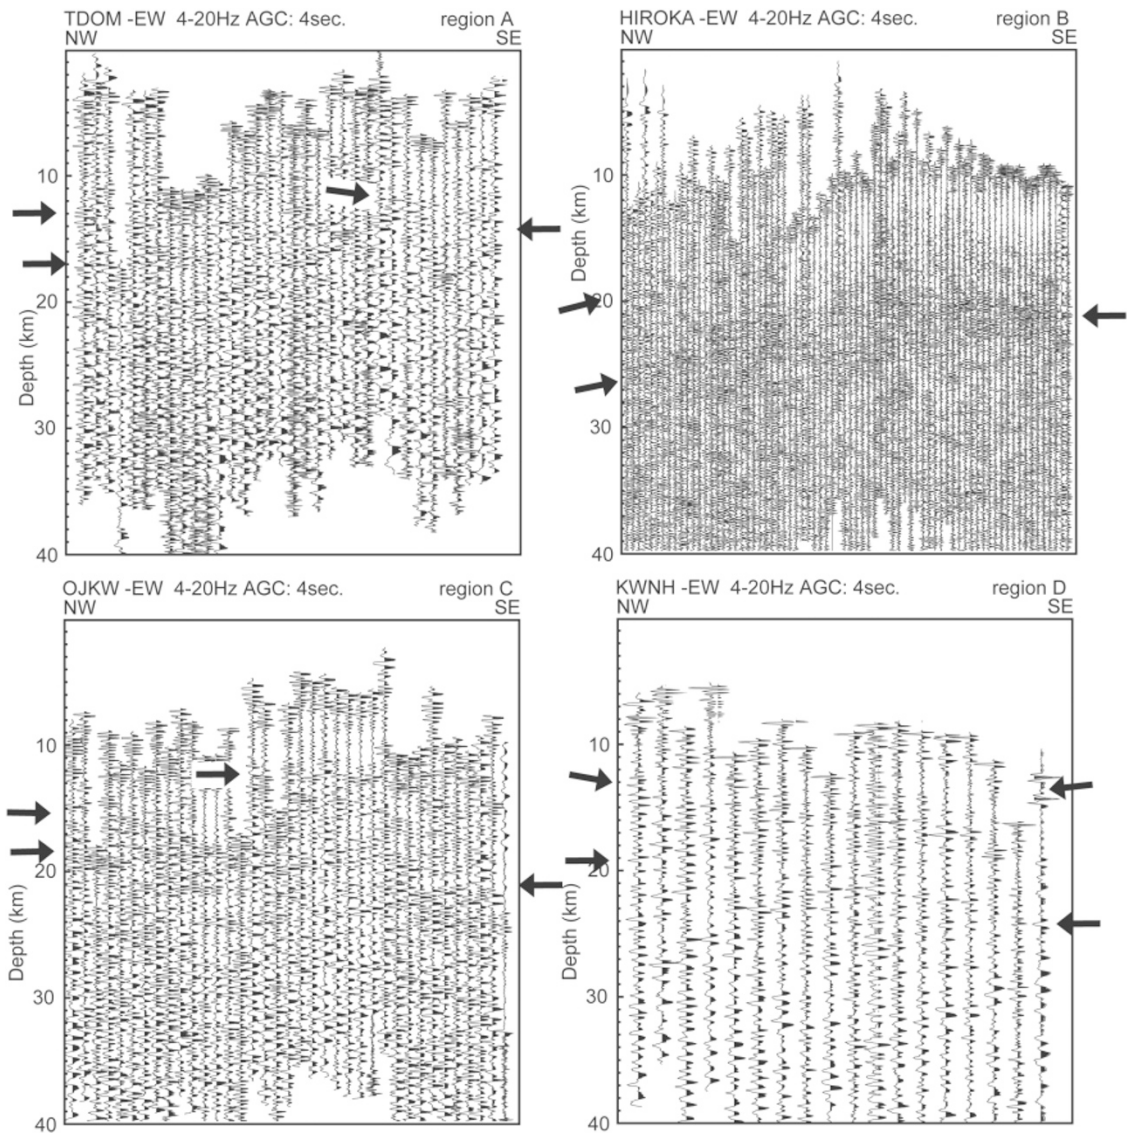 TDOM -EW 4-20Hz AGC: 4sec. region A
NW SE
10
20
30
40
Depth (km)
HIROKA -EW 4-20Hz AGC: 4sec. region B
NW SE
10
20
30
40
Depth (km)
OJKW -EW 4-20Hz AGC: 4sec. region C
NW SE
10
20
30
40
Depth (km)
KWNH -EW 4-20Hz AGC: 4sec. region D
NW SE
10
20
30
40
Depth (km)